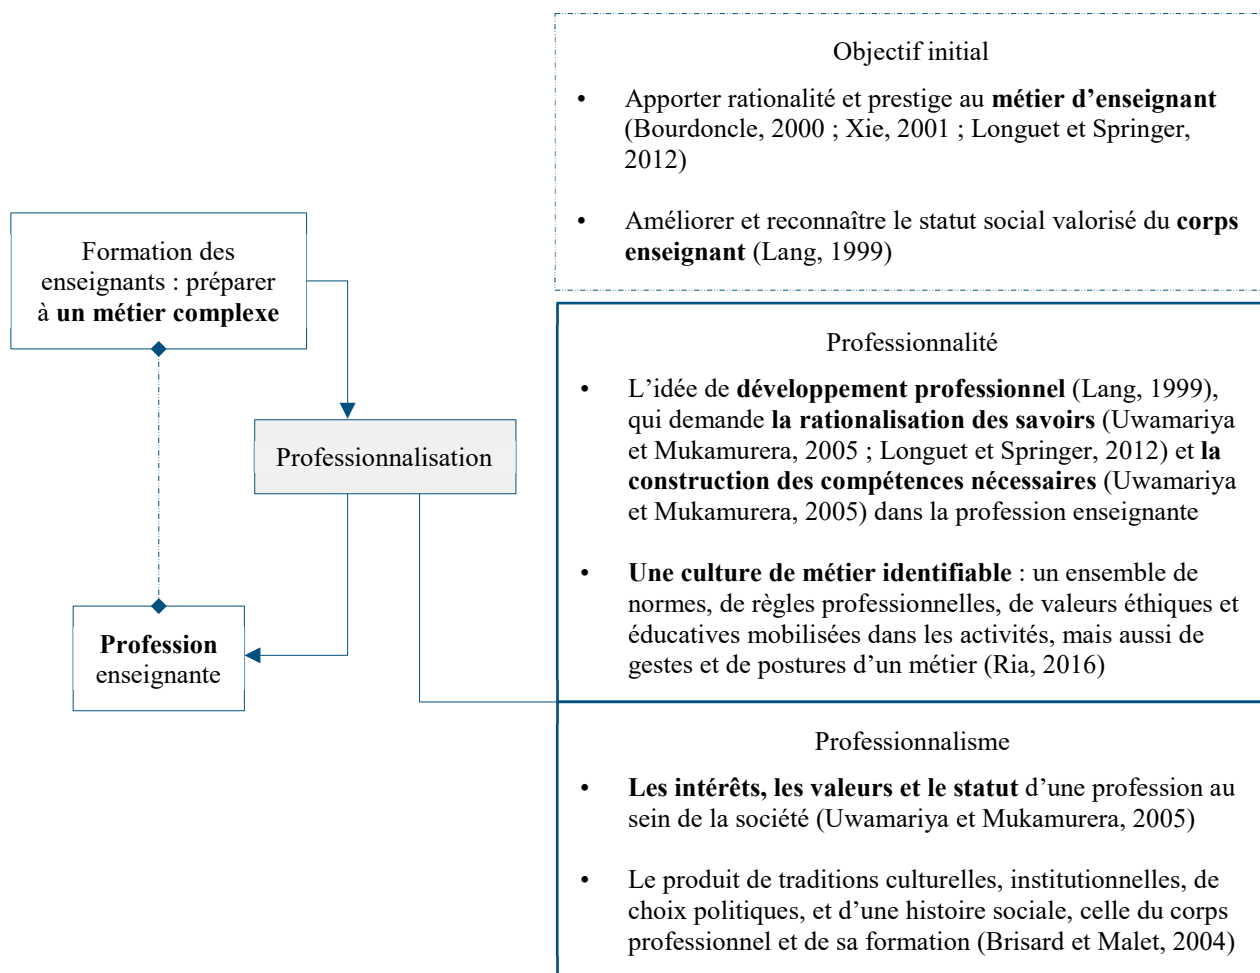 Objectif initial
• Apporter rationalité et prestige au métier d’enseignant
(Bourdoncle, 2000 ; Xie, 2001 ; Longuet et Springer,
2012)
• Améliorer et reconnaître le statut social valorisé du corps
enseignant (Lang, 1999)
Formation des
enseignants : préparer
à un métier complexe
Professionnalisation
Profession
enseignante
Professionnalité
• L’idée de développement professionnel (Lang, 1999),
qui demande la rationalisation des savoirs (Uwamariya
et Mukamurera, 2005 ; Longuet et Springer, 2012) et la
construction des compétences nécessaires (Uwamariya
et Mukamurera, 2005) dans la profession enseignante
• Une culture de métier identifiable : un ensemble de
normes, de règles professionnelles, de valeurs éthiques et
éducatives mobilisées dans les activités, mais aussi de
gestes et de postures d’un métier (Ria, 2016)
Professionnalisme
• Les intérêts, les valeurs et le statut d’une profession au
sein de la société (Uwamariya et Mukamurera, 2005)
• Le produit de traditions culturelles, institutionnelles, de
choix politiques, et d’une histoire sociale, celle du corps
professionnel et de sa formation (Brisard et Malet, 2004)